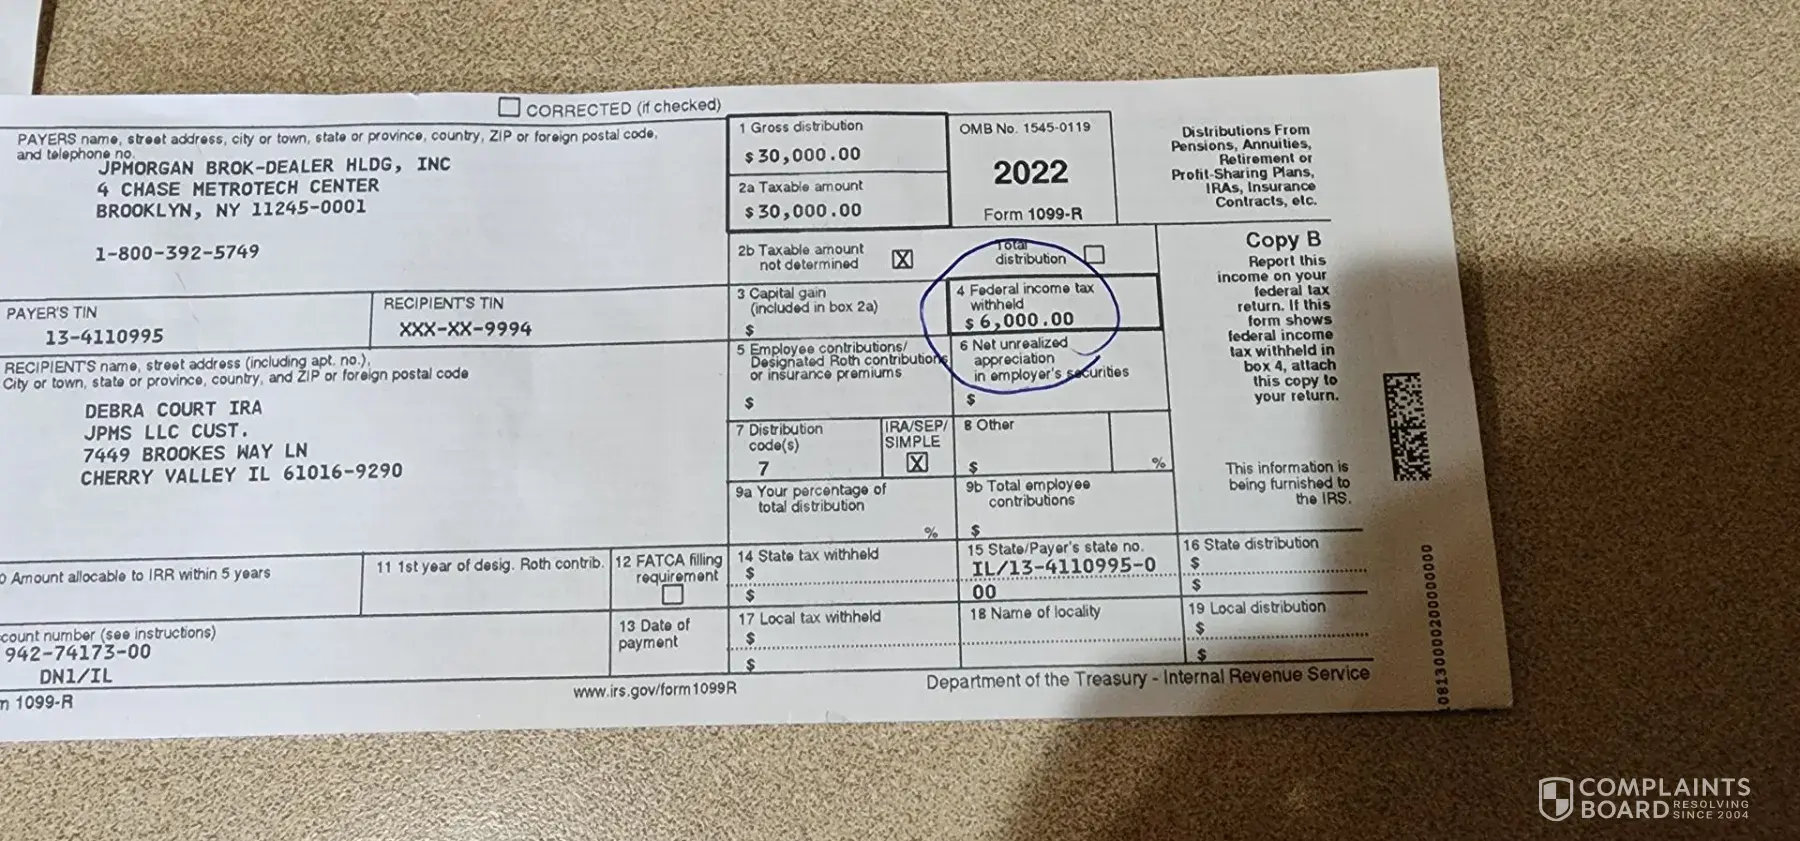 CORRECTED (if checked)
PAYERS name, street address, city or town, state or province, country, ZIP or foreign postal code,
and telephone no.
JPMORGAN BROK-DEALER HLDG, INC
4 CHASE METROTECH CENTER
BROOKLYN, NY 11245-0001
1-800-392-5749
1 Gross distribution
$ 30,000.00
2a Taxable amount
$ 30,000.00
OMB No. 1545-0119
2022
Form 1099-R
Distributions From
Pensions, Annuities,
Retirement or
Profit-Sharing Plans,
IRAs, Insurance
Contracts, etc.
2b Taxable amount
not determined
X
Total
distribution
Copy B
Report this
income on your
federal tax
return. If this
form shows
federal income
tax withheld in
box 4, attach
this copy to
your return.
This information is
being furnished to
the IRS.
PAYER'S TIN
13-4110995
RECIPIENT'S TIN
XXX-XX-9994
3 Capital gain
(included in box 2a)
$
4 Federal income tax
withheld
$ 6,000.00
RECIPIENT'S name, street address (including apt. no.),
City or town, state or province, country, and ZIP or foreign postal code
DEBRA COURT IRA
JPMS LLC CUST.
7449 BROOKES WAY LN
CHERRY VALLEY IL 61016-9290
5 Employee contributions/
Designated Roth contributions
or insurance premiums
$
6 Net unrealized
appreciation
in employer's securities
$
7 Distribution
code(s)
7
IRA/SEP/
SIMPLE
X
8 Other
$
%
9a Your percentage of
total distribution
%
9b Total employee
contributions
$
0 Amount allocable to IRR within 5 years
11 1st year of desig. Roth contrib.
12 FATCA filling
requirement
14 State tax withheld
$
$
15 State/Payer's state no.
IL/13-4110995-0
00
16 State distribution
$
$
count number (see instructions)
942-74173-00
DN1/IL
13 Date of
payment
17 Local tax withheld
$
$
18 Name of locality
19 Local distribution
$
$
m 1099-R
www.irs.gov/form1099R
Department of the Treasury - Internal Revenue Service
COMPLAINTS
BOARD RESOLVING
SINCE 2004